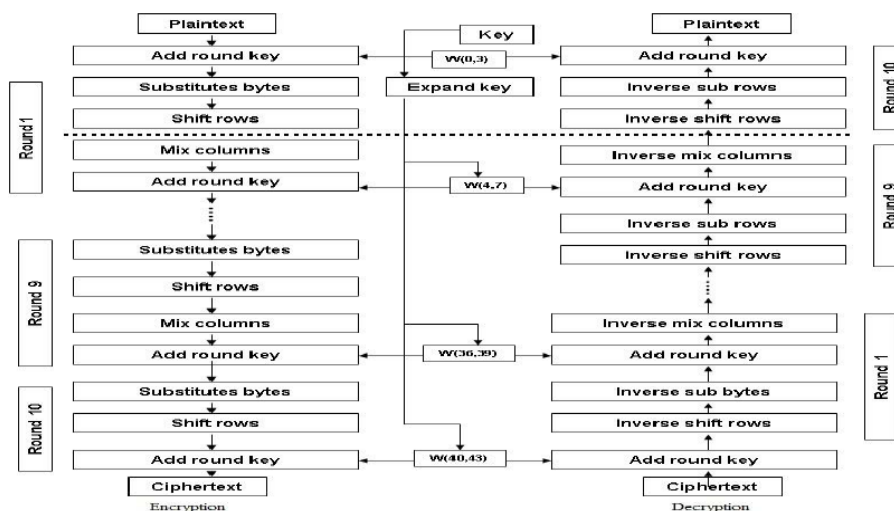 Plaintext
Add round key
Substitutes bytes
Shift rows
Mix columns
Add round key
Substitutes bytes
Shift rows
Mix columns
Add round key
Substitutes bytes
Shift rows
Add round key
Ciphertext
Encryption
Round 1
Round 9
Round 10
Key
W(0,3)
Expand key
W(4,7)
W(36,39)
W(40,43)
Plaintext
Add round key
Inverse sub rows
Inverse shift rows
Inverse mix columns
Add round key
Inverse sub rows
Inverse shift rows
Inverse mix columns
Add round key
Inverse sub bytes
Inverse shift rows
Add round key
Ciphertext
Decryption
Round 10
Round 9
Round 1